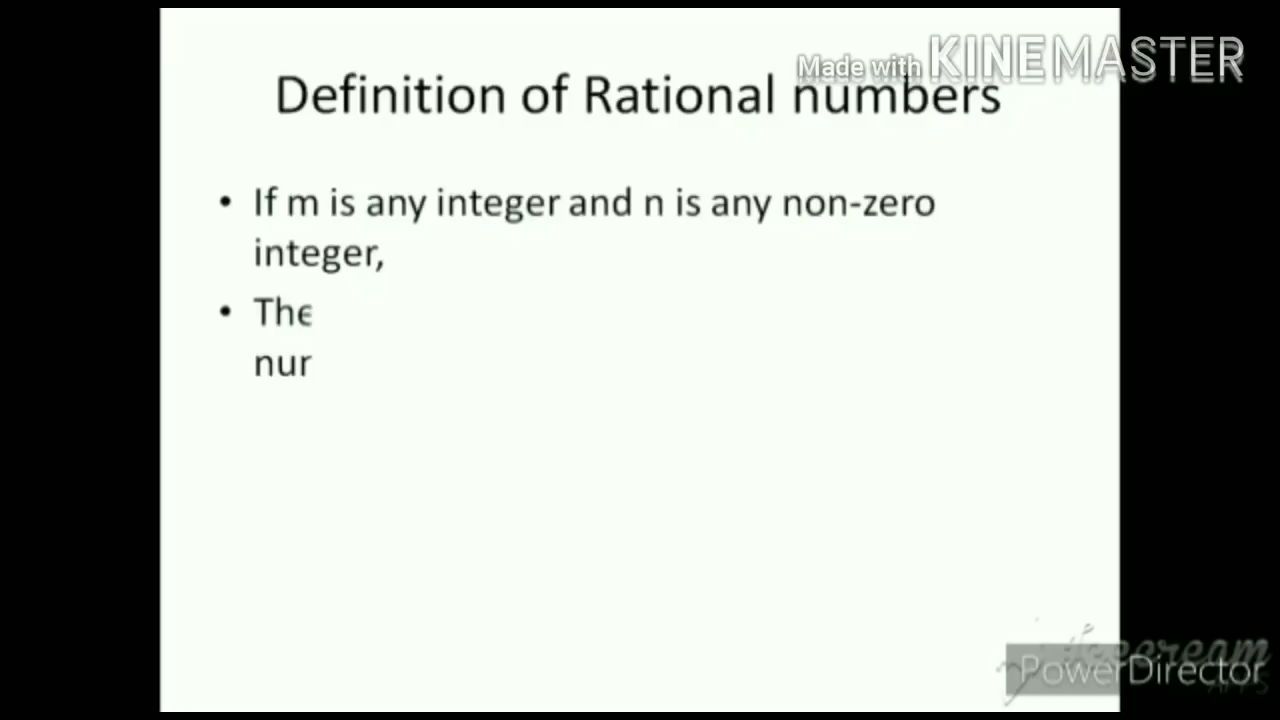 Made with KINEMASTER
Definition of Rational numbers
• If m is any integer and n is any non-zero
integer,
• The
nur
PowerDirector